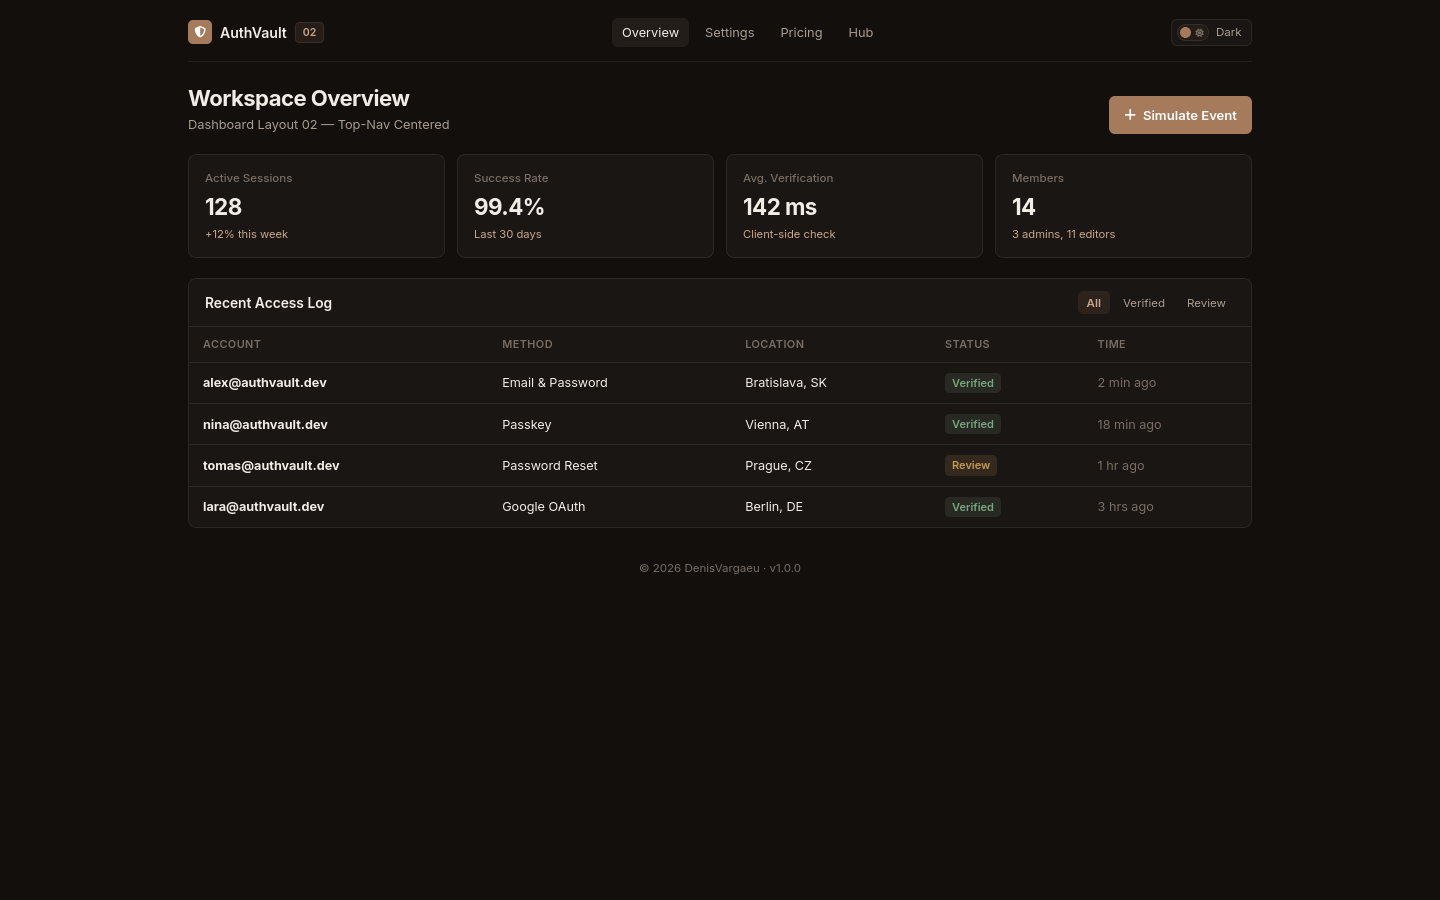 AuthVault 02 Overview Settings Pricing Hub Dark
Workspace Overview
Dashboard Layout 02 — Top-Nav Centered
+ Simulate Event
Active Sessions
128
+12% this week
Success Rate
99.4%
Last 30 days
Avg. Verification
142 ms
Client-side check
Members
14
3 admins, 11 editors
Recent Access Log All Verified Review
ACCOUNT METHOD LOCATION STATUS TIME
alex@authvault.dev Email & Password Bratislava, SK Verified 2 min ago
nina@authvault.dev Passkey Vienna, AT Verified 18 min ago
tomas@authvault.dev Password Reset Prague, CZ Review 1 hr ago
lara@authvault.dev Google OAuth Berlin, DE Verified 3 hrs ago
© 2026 DenisVargaeu · v1.0.0